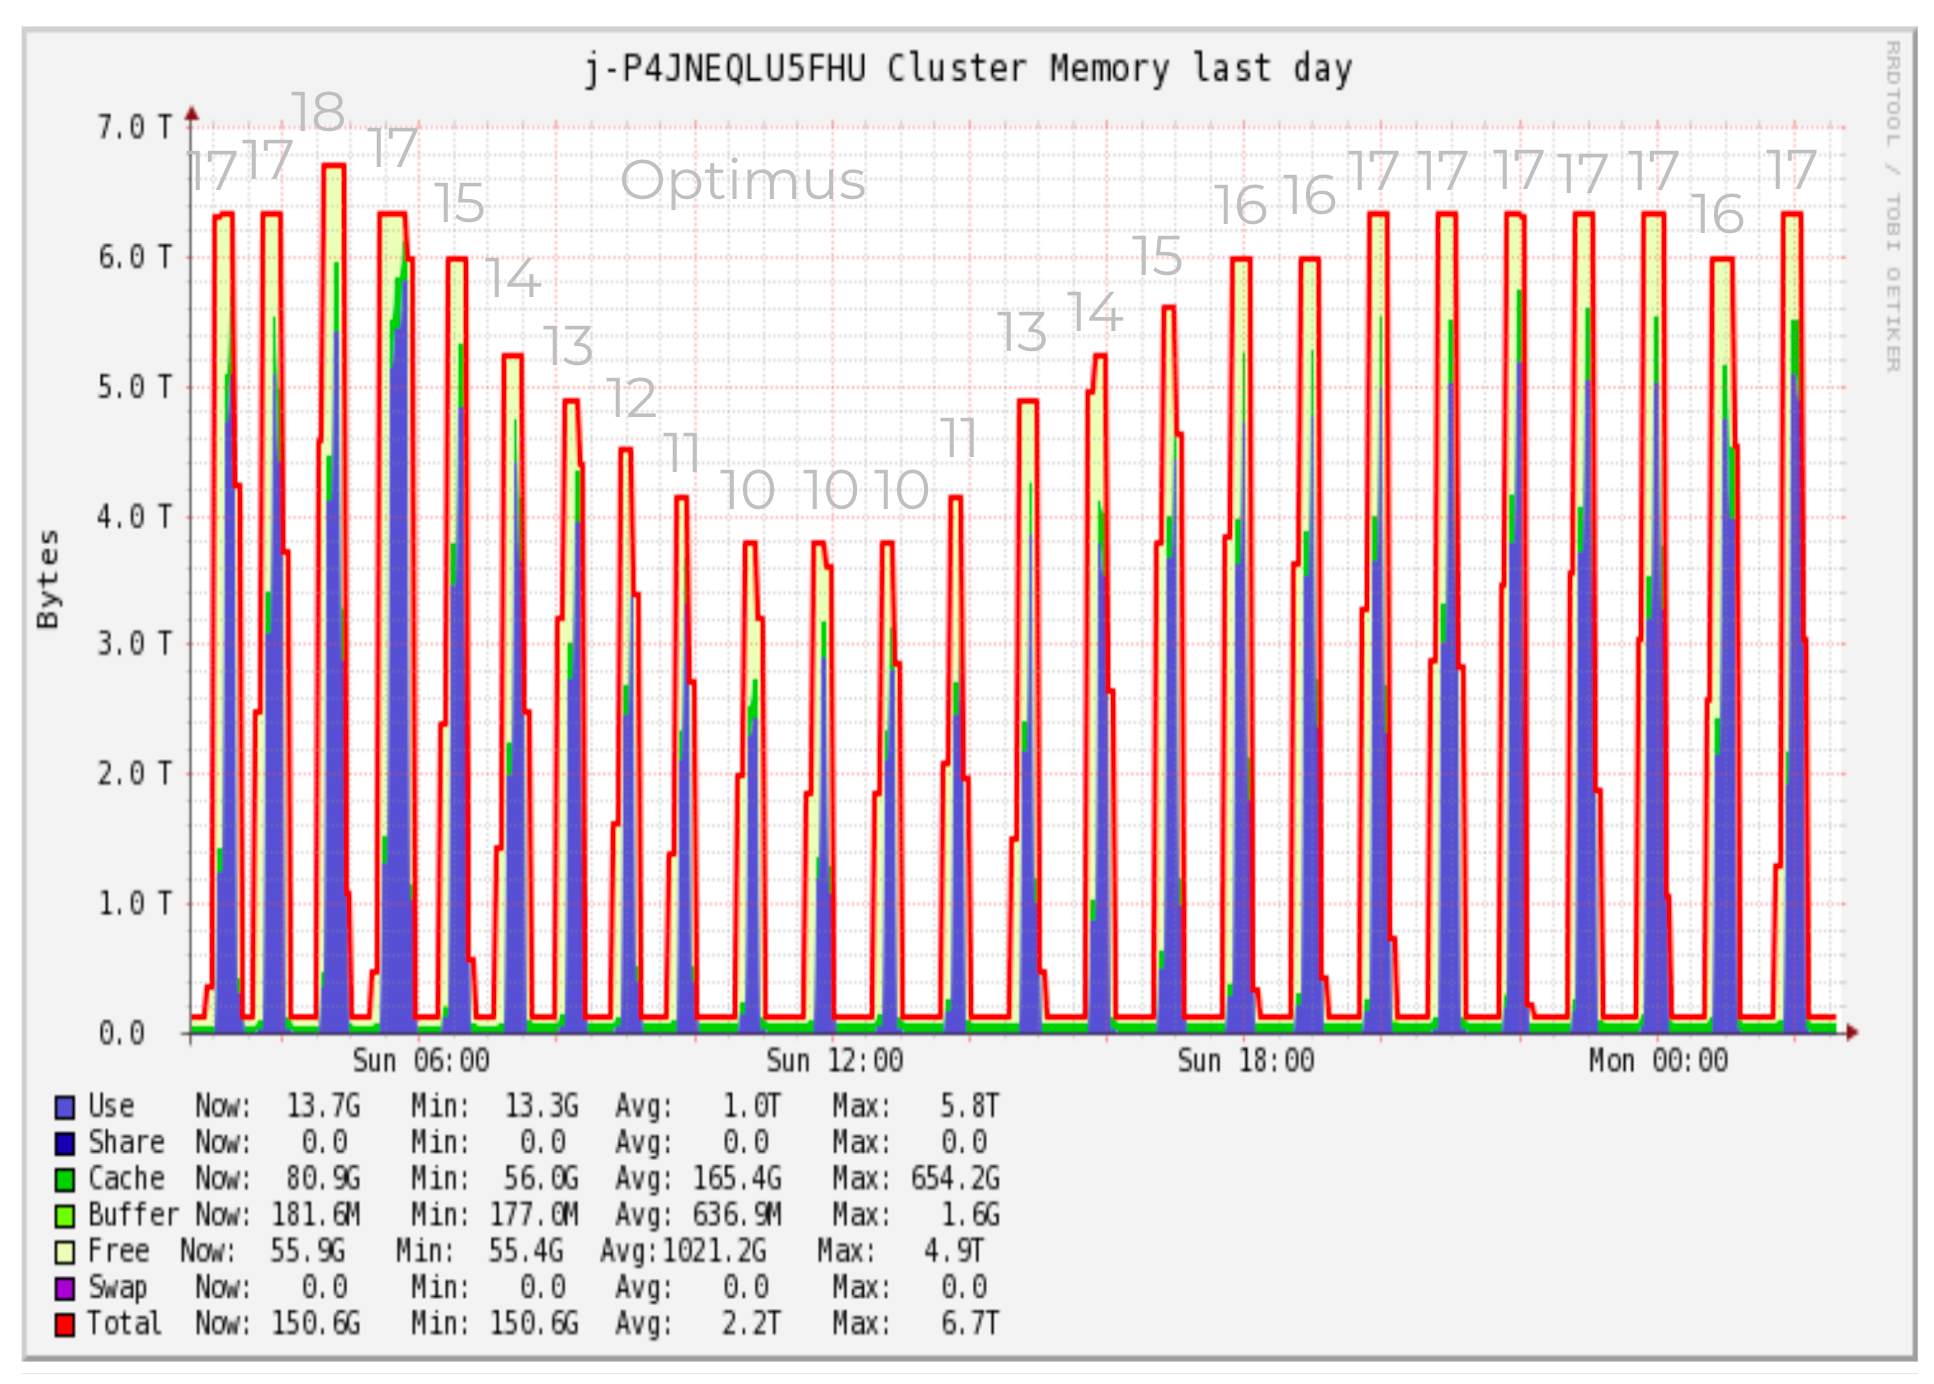 j-P4JNEQLU5FHU Cluster Memory last day
RRDTOOL / TOBI OETIKER
Bytes
7.0 T
6.0 T
5.0 T
4.0 T
3.0 T
2.0 T
1.0 T
0.0
17 17 18 17 15 14 13 12 11 10 10 10 11 13 14 15 16 16 17 17 17 17 17 16 17
Optimus
Sun 06:00 Sun 12:00 Sun 18:00 Mon 00:00
Use Now: 13.7G Min: 13.3G Avg: 1.0T Max: 5.8T
Share Now: 0.0 Min: 0.0 Avg: 0.0 Max: 0.0
Cache Now: 80.9G Min: 56.0G Avg: 165.4G Max: 654.2G
Buffer Now: 181.6M Min: 177.0M Avg: 636.9M Max: 1.6G
Free Now: 55.9G Min: 55.4G Avg:1021.2G Max: 4.9T
Swap Now: 0.0 Min: 0.0 Avg: 0.0 Max: 0.0
Total Now: 150.6G Min: 150.6G Avg: 2.2T Max: 6.7T